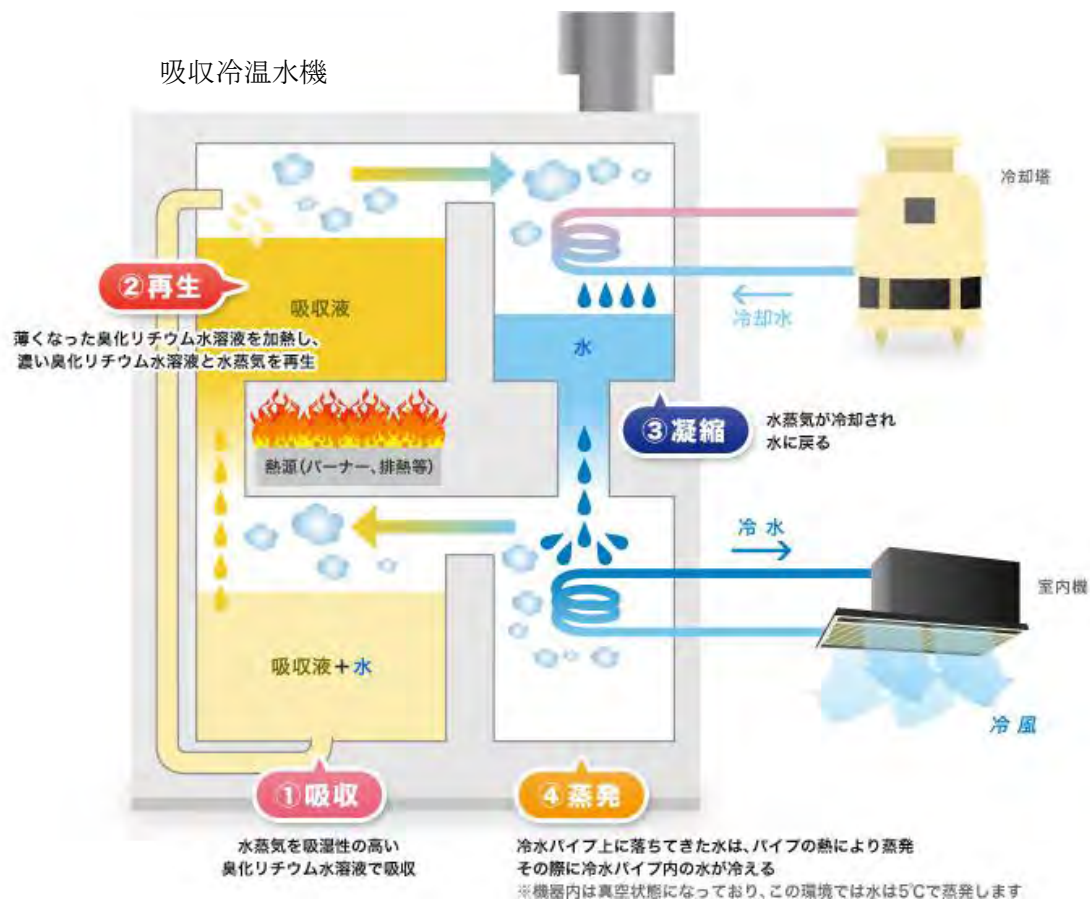 吸収冷温水機
冷却塔
②再生
吸収液
薄くなった臭化リチウム水溶液を加熱し、
濃い臭化リチウム水溶液と水蒸気を再生
冷却水
水
③凝縮
水蒸気が冷却され
水に戻る
熱源(バーナー、排熱等)
冷水
室内機
吸収液+水
冷風
①吸収
水蒸気を吸湿性の高い
臭化リチウム水溶液で吸収
④蒸発
冷水パイプ上に落ちてきた水は、パイプの熱により蒸発
その際に冷水パイプ内の水が冷える
※機器内は真空状態になっており、この環境では水は5℃で蒸発します